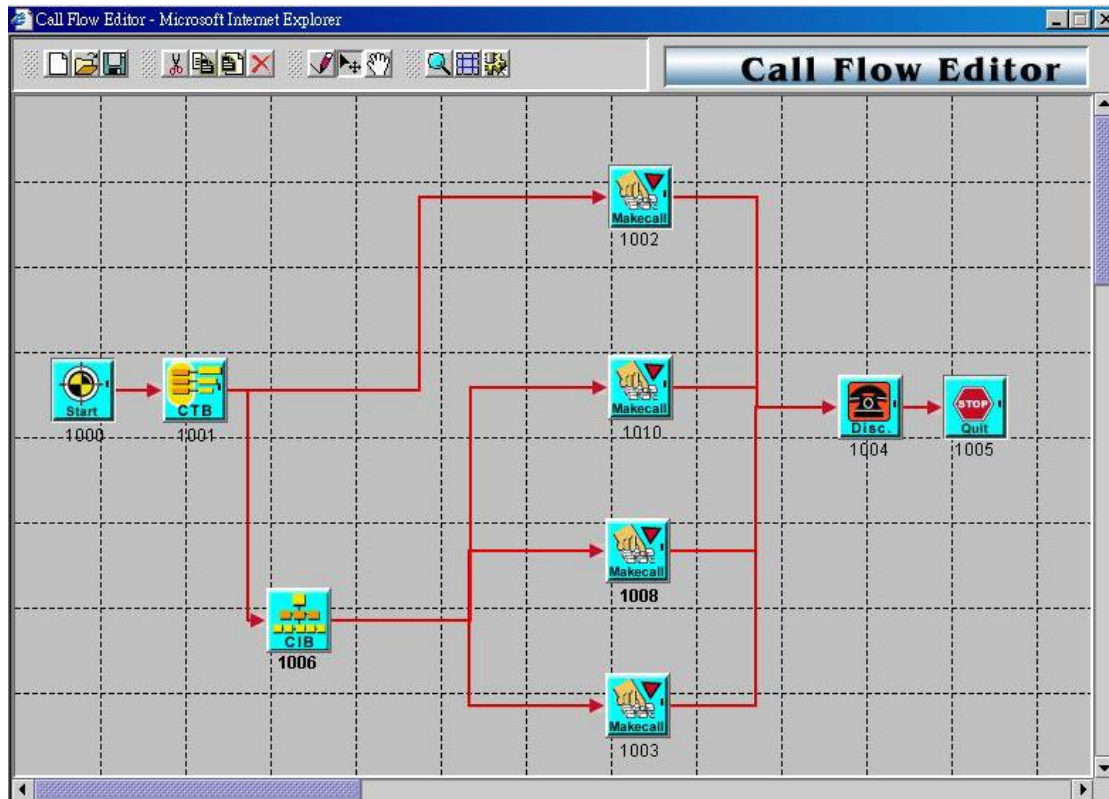 Call Flow Editor - Microsoft Internet Explorer
Call Flow Editor
Makecall
1002
Start
1000
CTB
1001
Makecall
1010
Disc.
1004
STOP
Quit
1005
Makecall
1008
CIB
1006
Makecall
1003